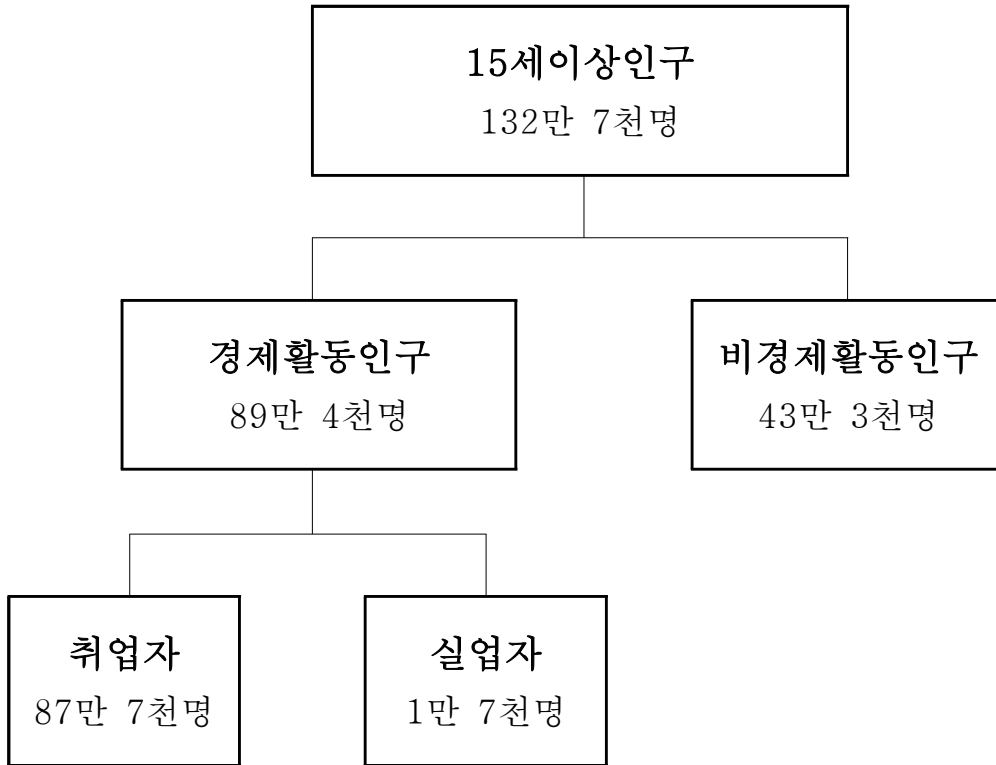 15세이상인구
132만 7천명
경제활동인구
89만 4천명
비경제활동인구
43만 3천명
취업자
87만 7천명
실업자
1만 7천명